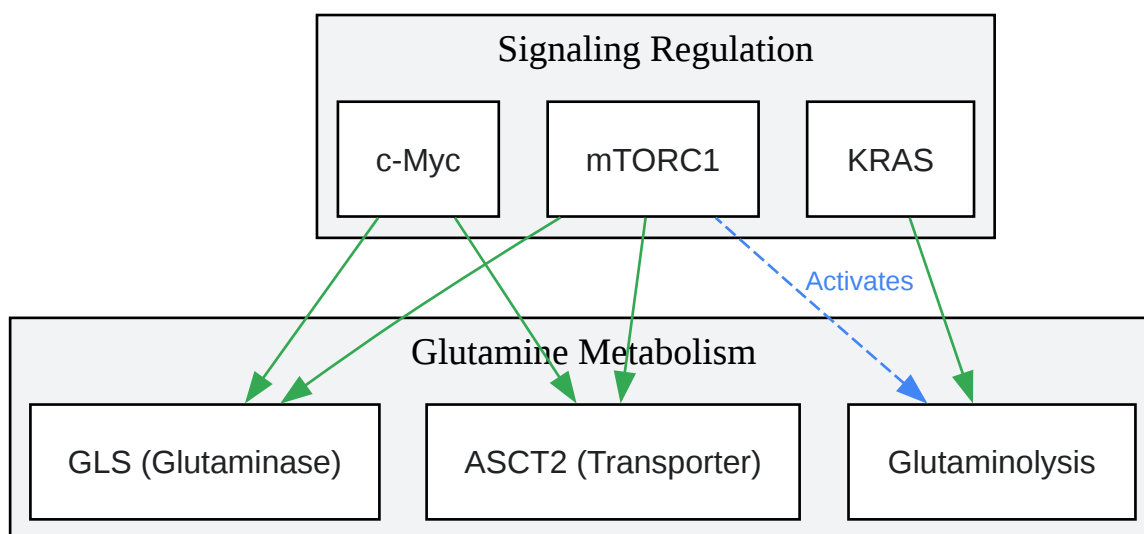 Signaling Regulation
c-Myc
mTORC1
KRAS
Activates
Glutamine Metabolism
GLS (Glutaminase)
ASCT2 (Transporter)
Glutaminolysis